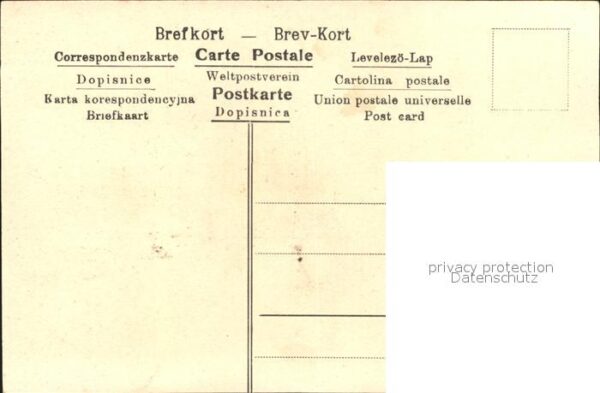 Brefkort — Brev-Kort
Correspondenzkarte Carte Postale Levelezö-Lap
Dopisnice Weltpostverein Cartolina postale
Karta korespondencyjna Postkarte Union postale universelle
Briefkaart Dopisnica Post card
privacy protection
Datenschutz